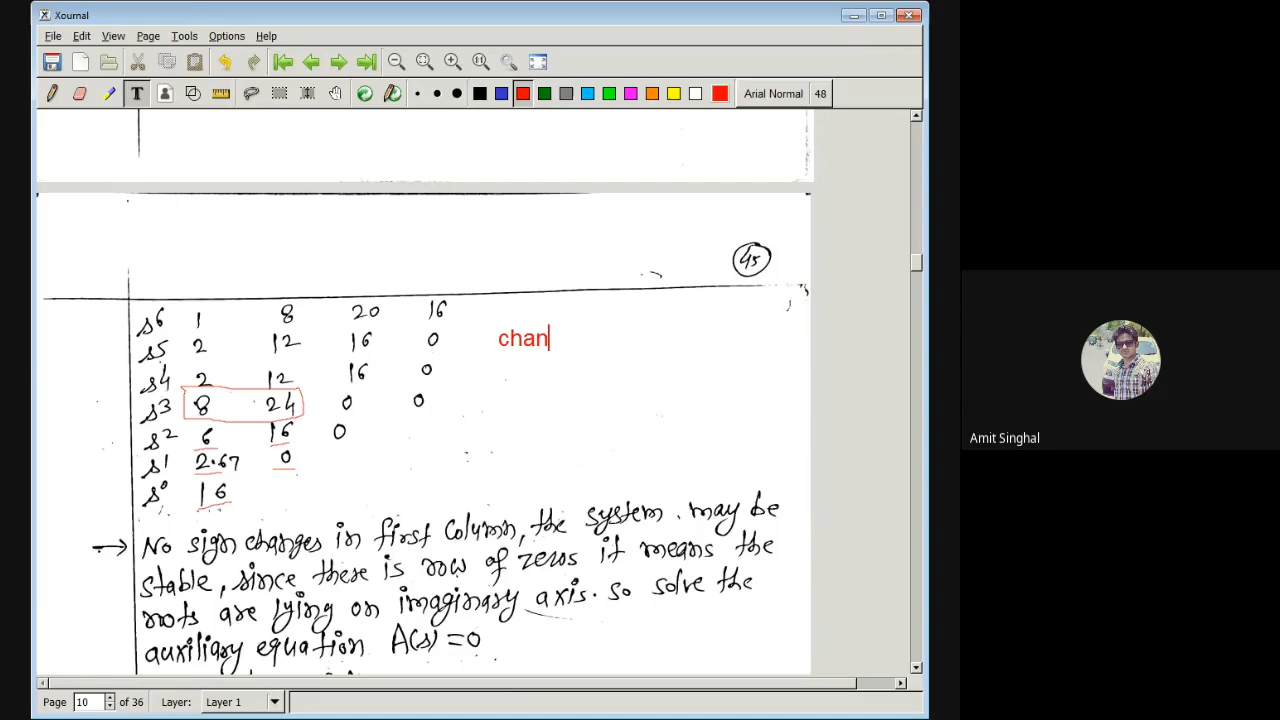 Xournal
File Edit View Page Tools Options Help
T Arial Normal 48
45
s6 1 8 20 16
s5 2 12 16 0
chan
s4 2 12 16 0
s3 8 24 0 0
s2 6 16 0
s1 2.67 0
s0 16
→ No sign changes in first column, the system may be
stable, since there is row of zeros it means the
roots are lying on imaginary axis. so solve the
auxiliary equation A(s) = 0
Amit Singhal
Page 10 of 36 Layer: Layer 1